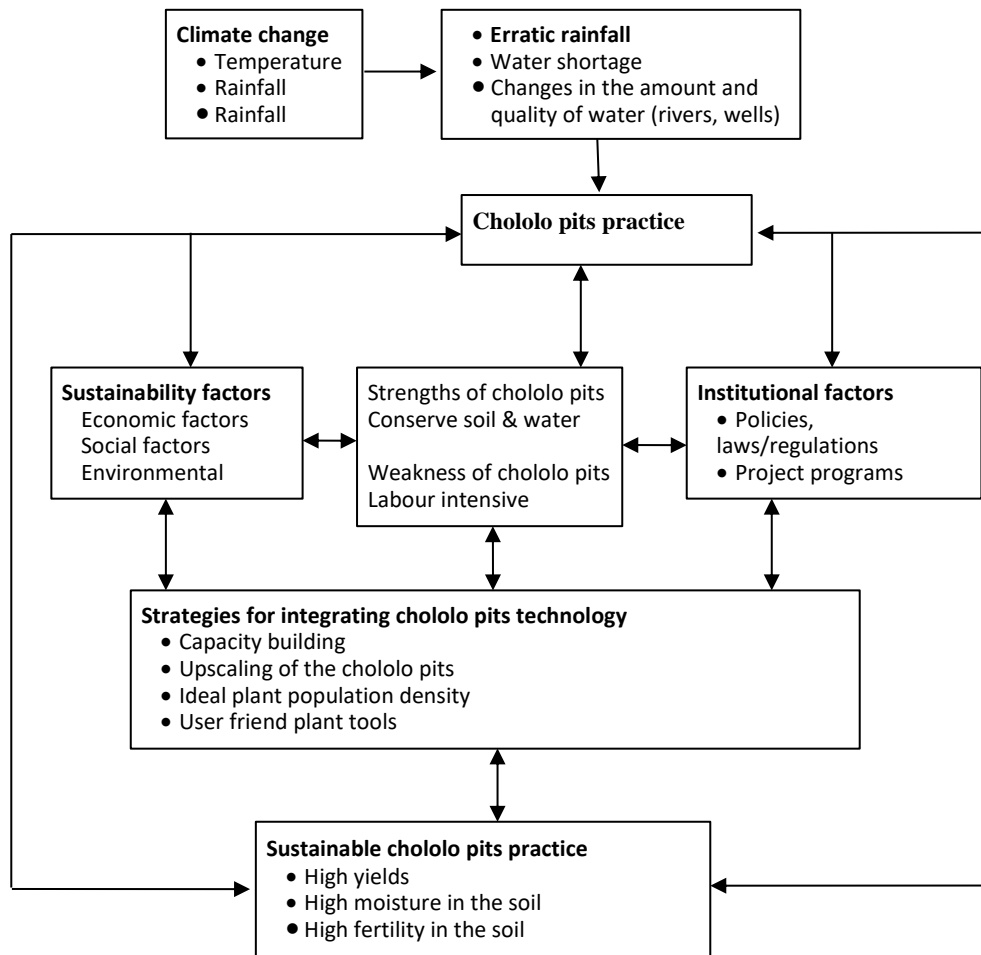 Climate change
• Temperature
• Rainfall
• Rainfall
• Erratic rainfall
• Water shortage
• Changes in the amount and
quality of water (rivers, wells)
Chololo pits practice
Sustainability factors
Economic factors
Social factors
Environmental
Strengths of chololo pits
Conserve soil & water
Weakness of chololo pits
Labour intensive
Institutional factors
• Policies,
laws/regulations
• Project programs
Strategies for integrating chololo pits technology
• Capacity building
• Upscaling of the chololo pits
• Ideal plant population density
• User friend plant tools
Sustainable chololo pits practice
• High yields
• High moisture in the soil
• High fertility in the soil